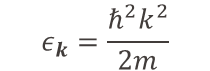 ϵ𝒌 = ħ²k² / 2m